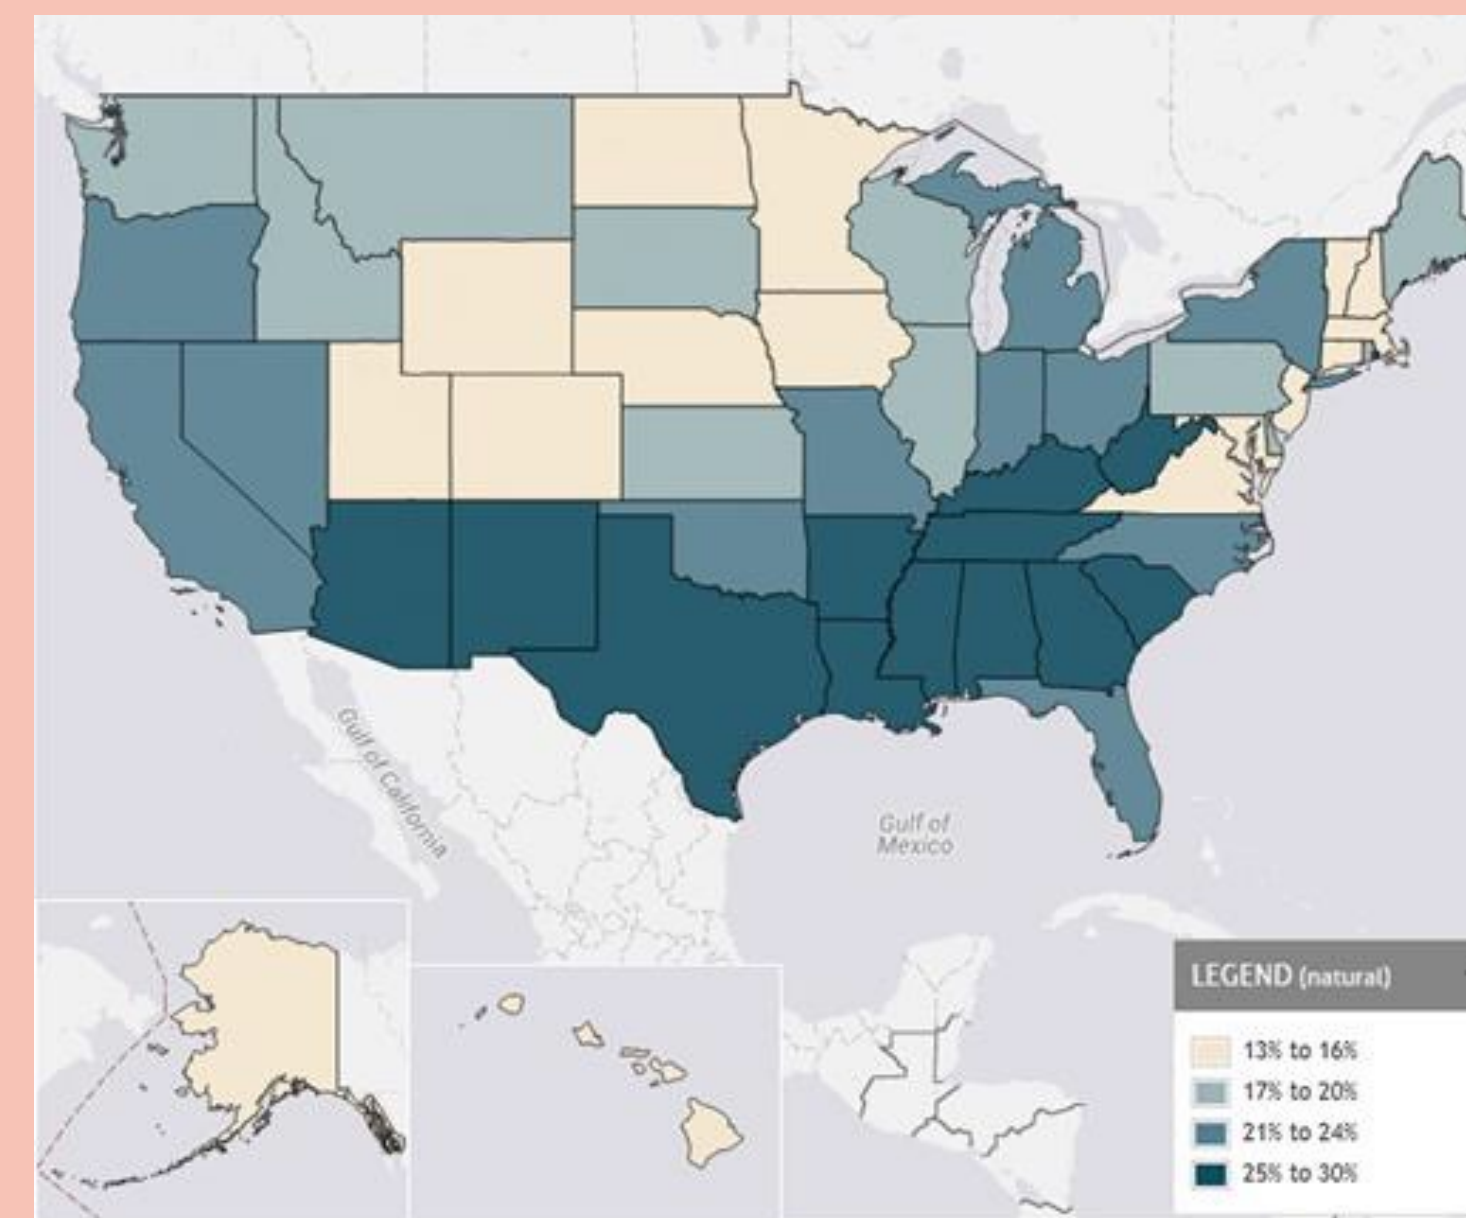 Gulf of California
Gulf of
Mexico
LEGEND (natural)
13% to 16%
17% to 20%
21% to 24%
25% to 30%